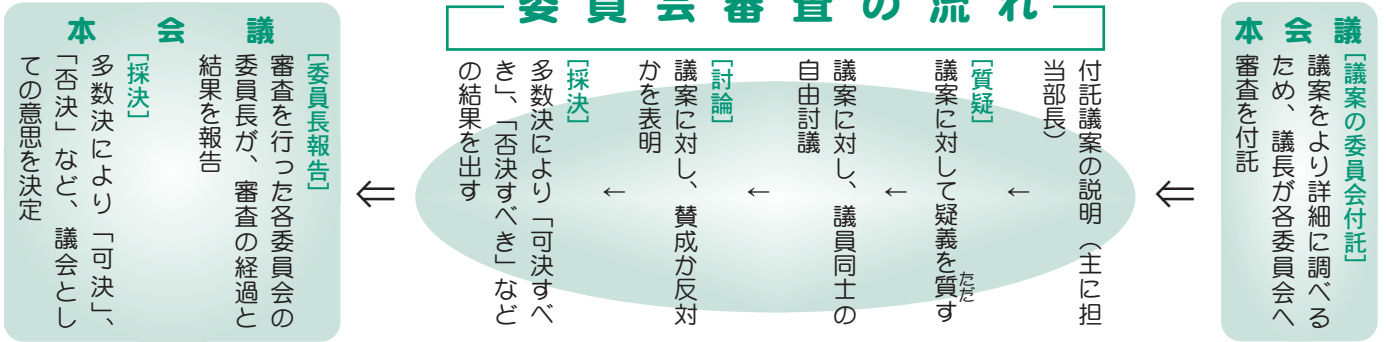 委員会審査の流れ
本会議
［議案の委員会付託］
議案をより詳細に調べる
ため、議長が各委員会へ
審査を付託
⇐
付託議案の説明（主に担
当部長）
←
［質疑］
議案に対して疑義を質す
ただ
←
議案に対し、議員同士の
自由討議
←
［討論］
議案に対し、賛成か反対
かを表明
←
［採決］
多数決により「可決すべ
き」、「否決すべき」など
の結果を出す
⇐
本会議
［委員長報告］
審査を行った各委員会の
委員長が、審査の経過と
結果を報告
［採決］
多数決により「可決」、
「否決」など、議会とし
ての意思を決定